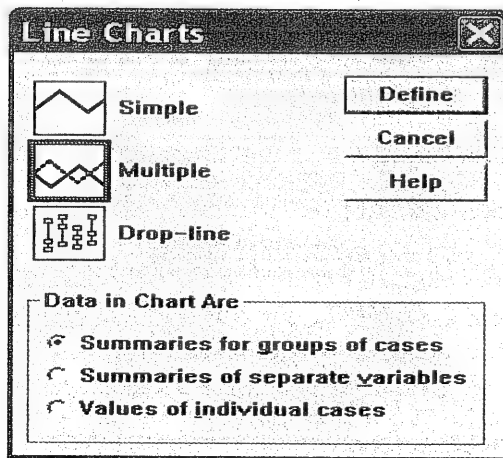 Line Charts
Simple
Define
Cancel
Multiple
Help
Drop-line
Data in Chart Are
Summaries for groups of cases
Summaries of separate variables
Values of individual cases